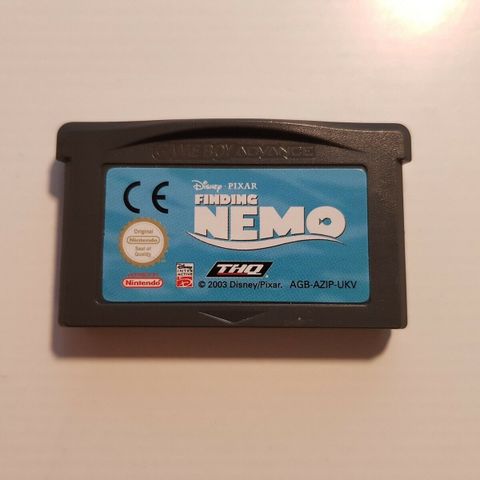 GAME BOY ADVANCE
CE
Disney · PIXAR
FINDING
NEMO
Original
Nintendo
Seal of
Quality
Nintendo
THQ
© 2003 Disney/Pixar. AGB-AZIP-UKV